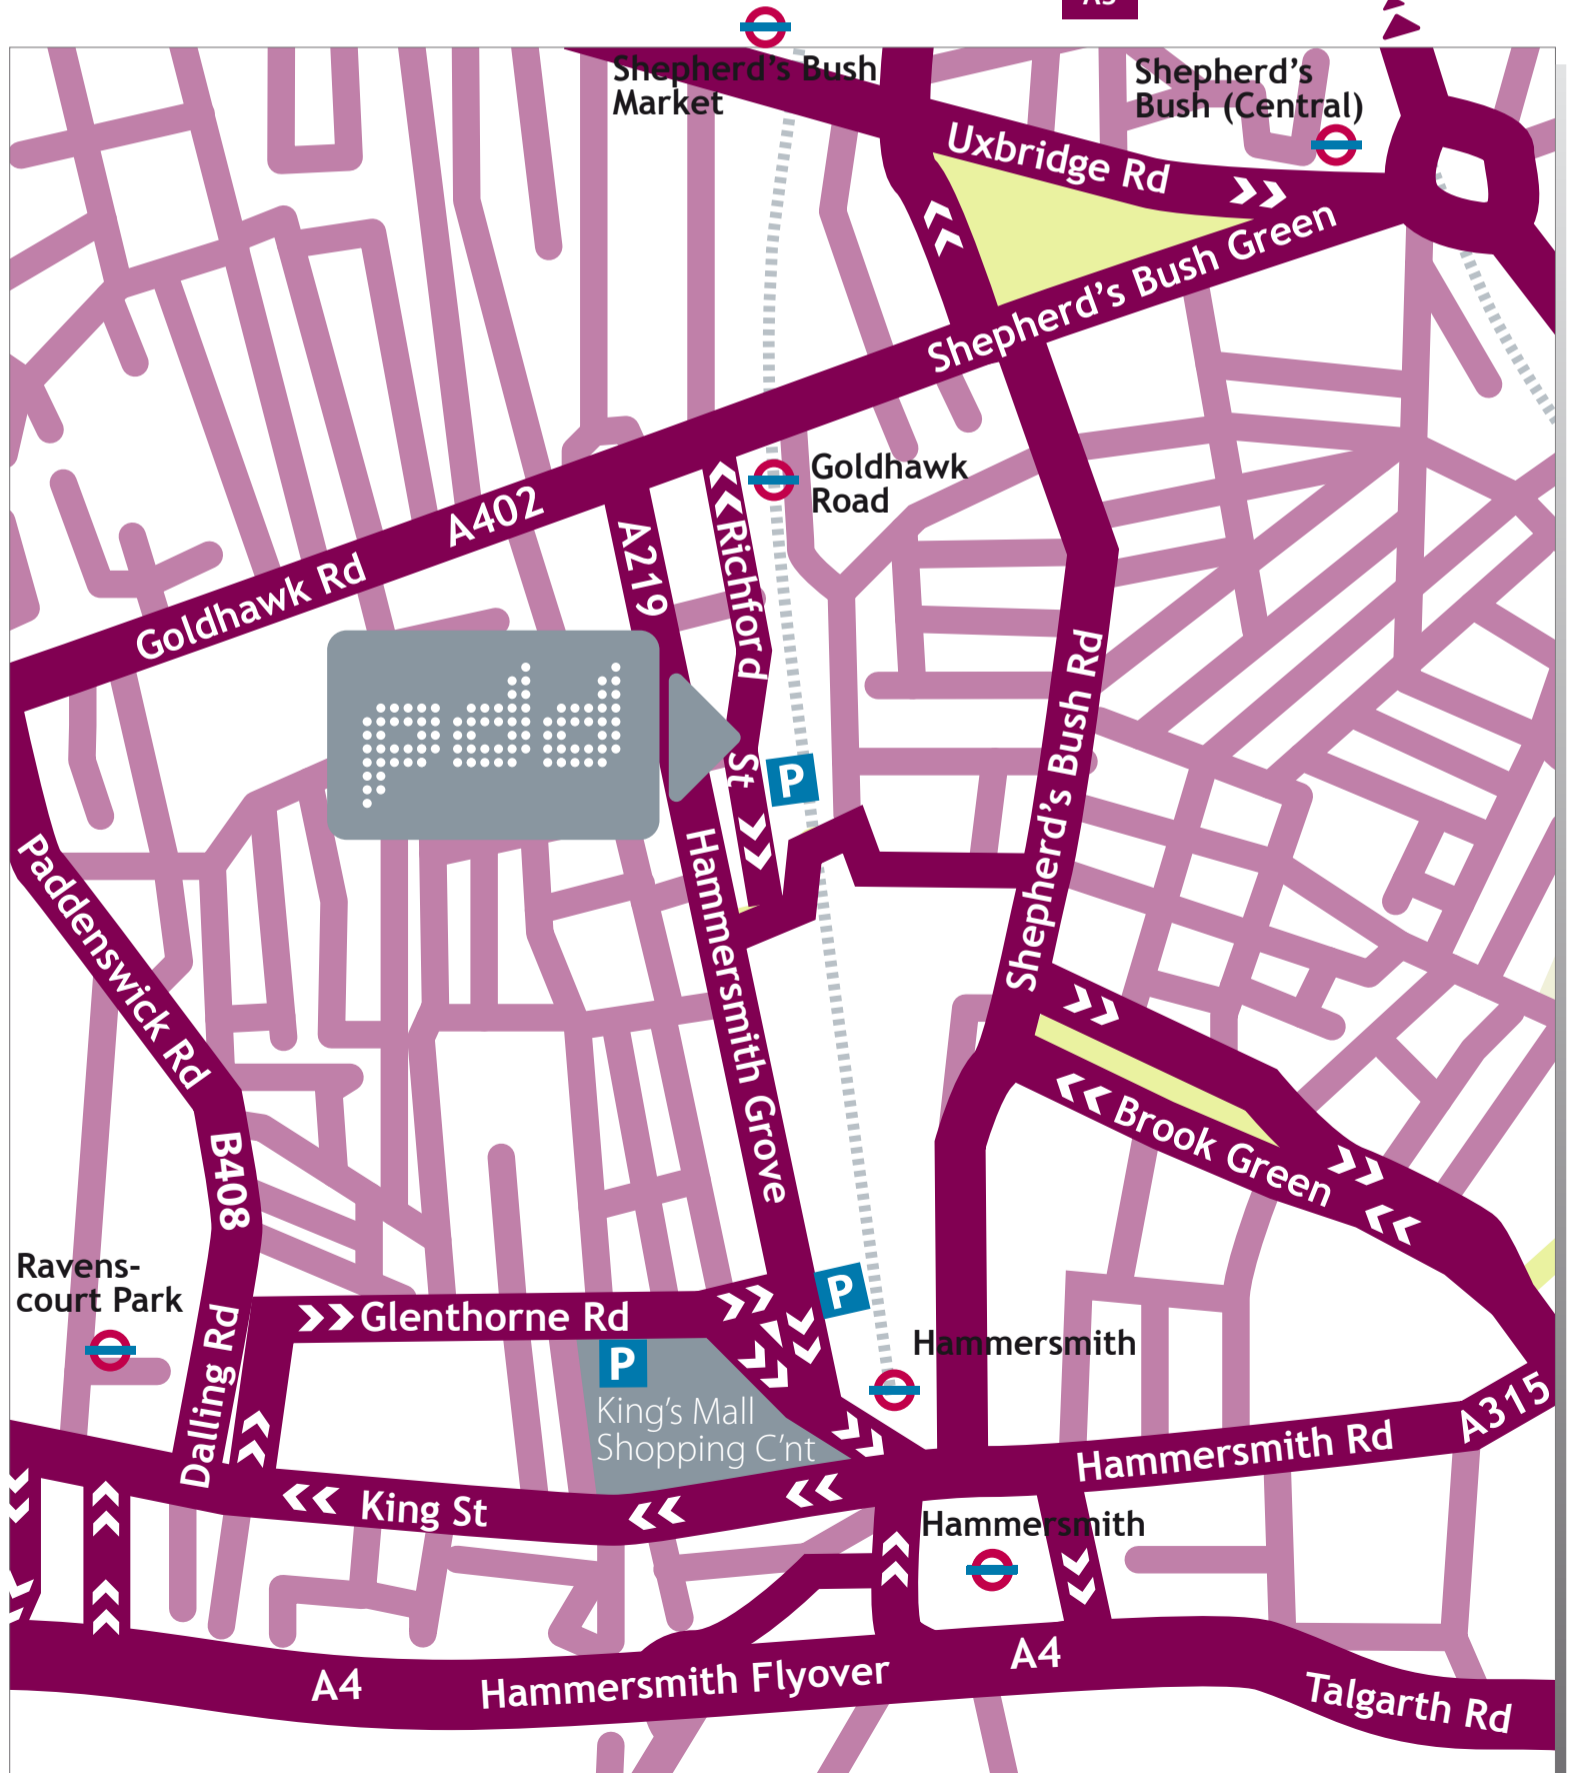 Shepherd's Bush
Market
Shepherd's
Bush (Central)
Uxbridge Rd
Shepherd's Bush Green
Goldhawk
Road
A402
Goldhawk Rd
A219
Richford
St
pdd
P
Shepherd's Bush Rd
Paddenswick Rd
Hammersmith Grove
Brook Green
B408
Ravens-
court Park
Dalling Rd
Glenthorne Rd
P
P
King's Mall
Shopping C'nt
Hammersmith
Hammersmith Rd
A315
King St
Hammersmith
A4
Hammersmith Flyover
A4
Talgarth Rd